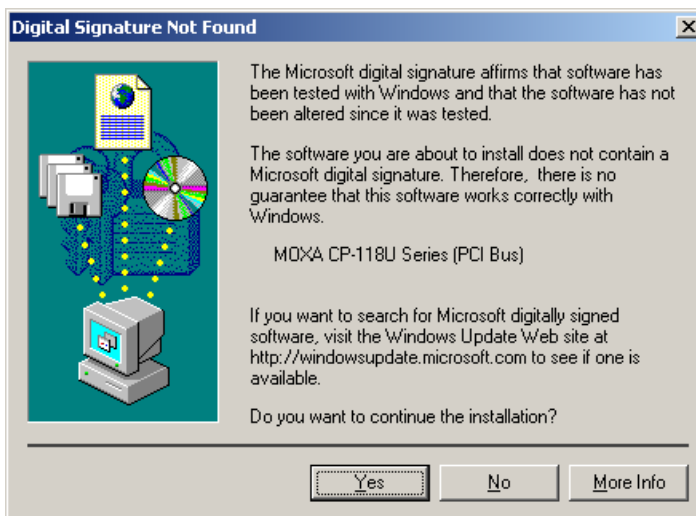 Digital Signature Not Found
The Microsoft digital signature affirms that software has
been tested with Windows and that the software has not
been altered since it was tested.
The software you are about to install does not contain a
Microsoft digital signature. Therefore, there is no
guarantee that this software works correctly with
Windows.
MOXA CP-118U Series (PCI Bus)
If you want to search for Microsoft digitally signed
software, visit the Windows Update Web site at
http://windowsupdate.microsoft.com to see if one is
available.
Do you want to continue the installation?
Yes
No
More Info